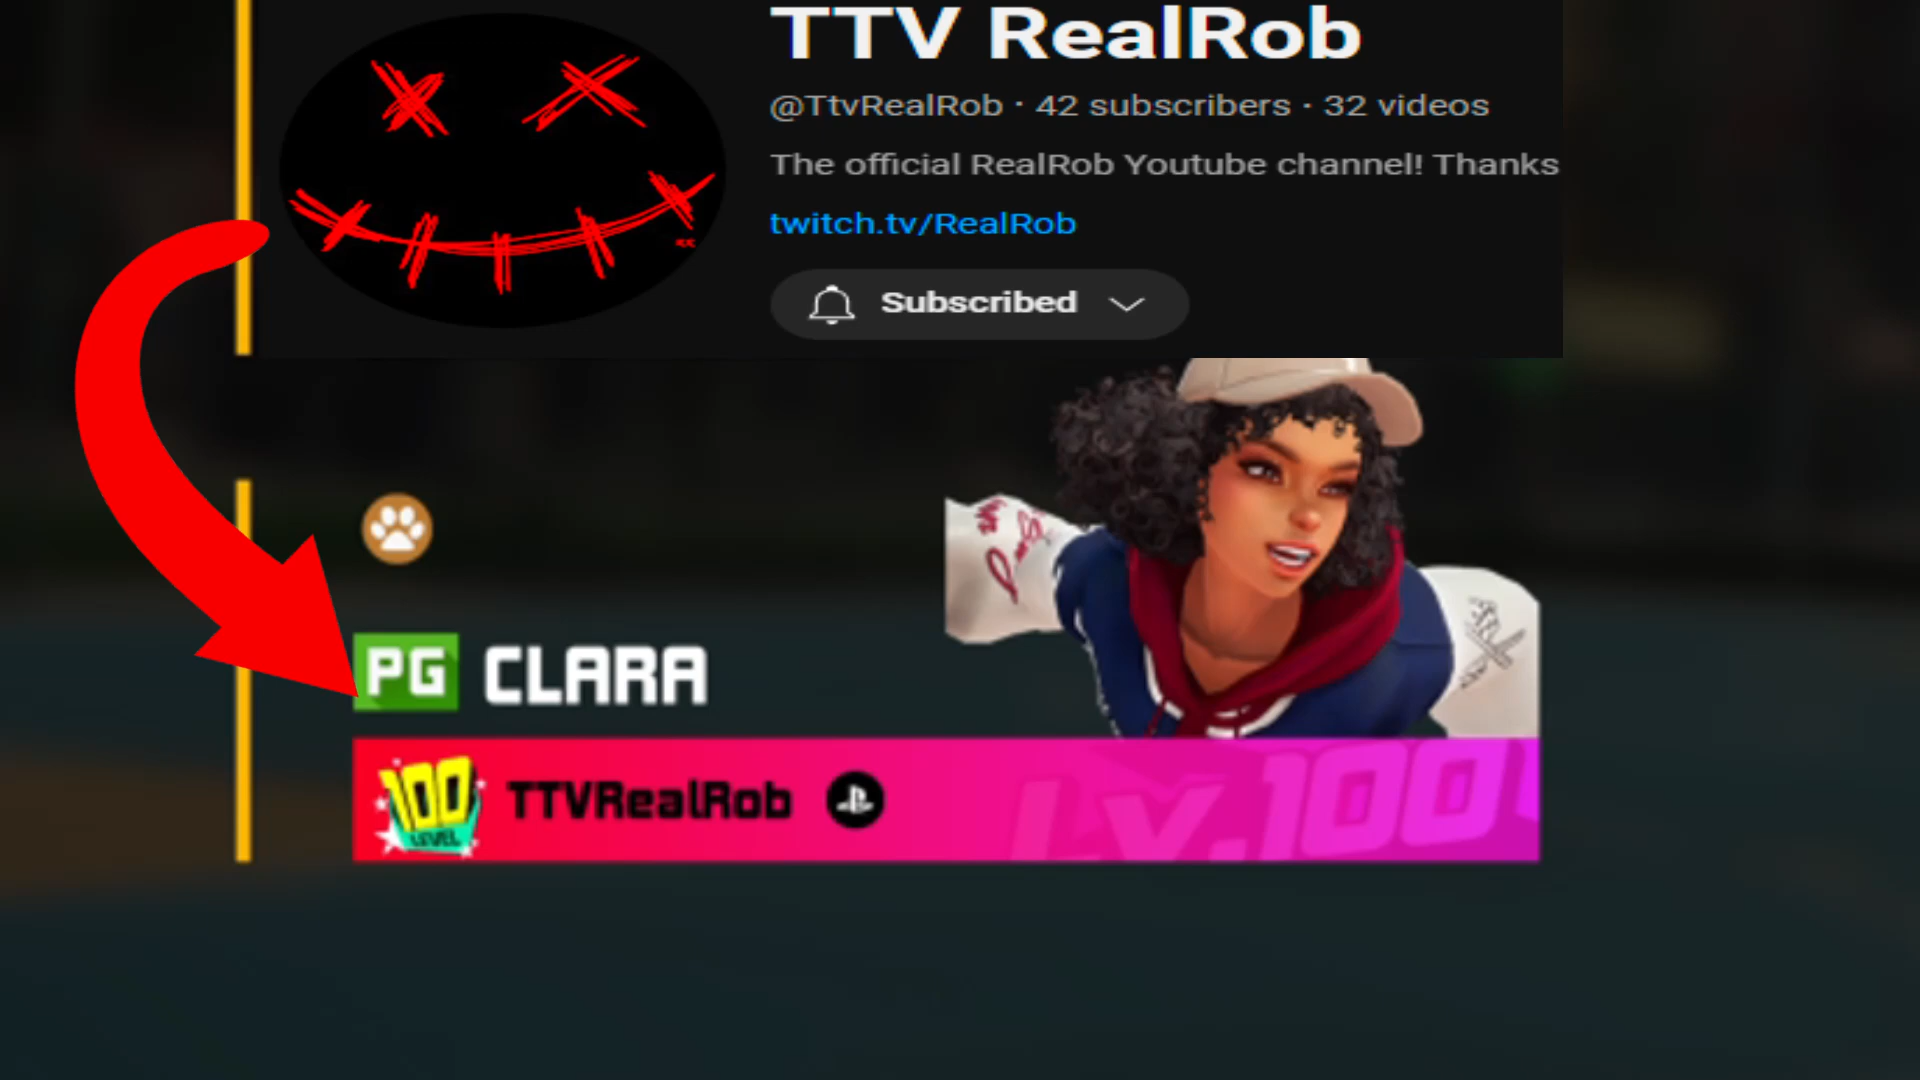 TTV RealRob
@TtvRealRob · 42 subscribers · 32 videos
The official RealRob Youtube channel! Thanks
twitch.tv/RealRob
Subscribed
PG CLARA
100
LEVEL
TTVRealRob
LV.100